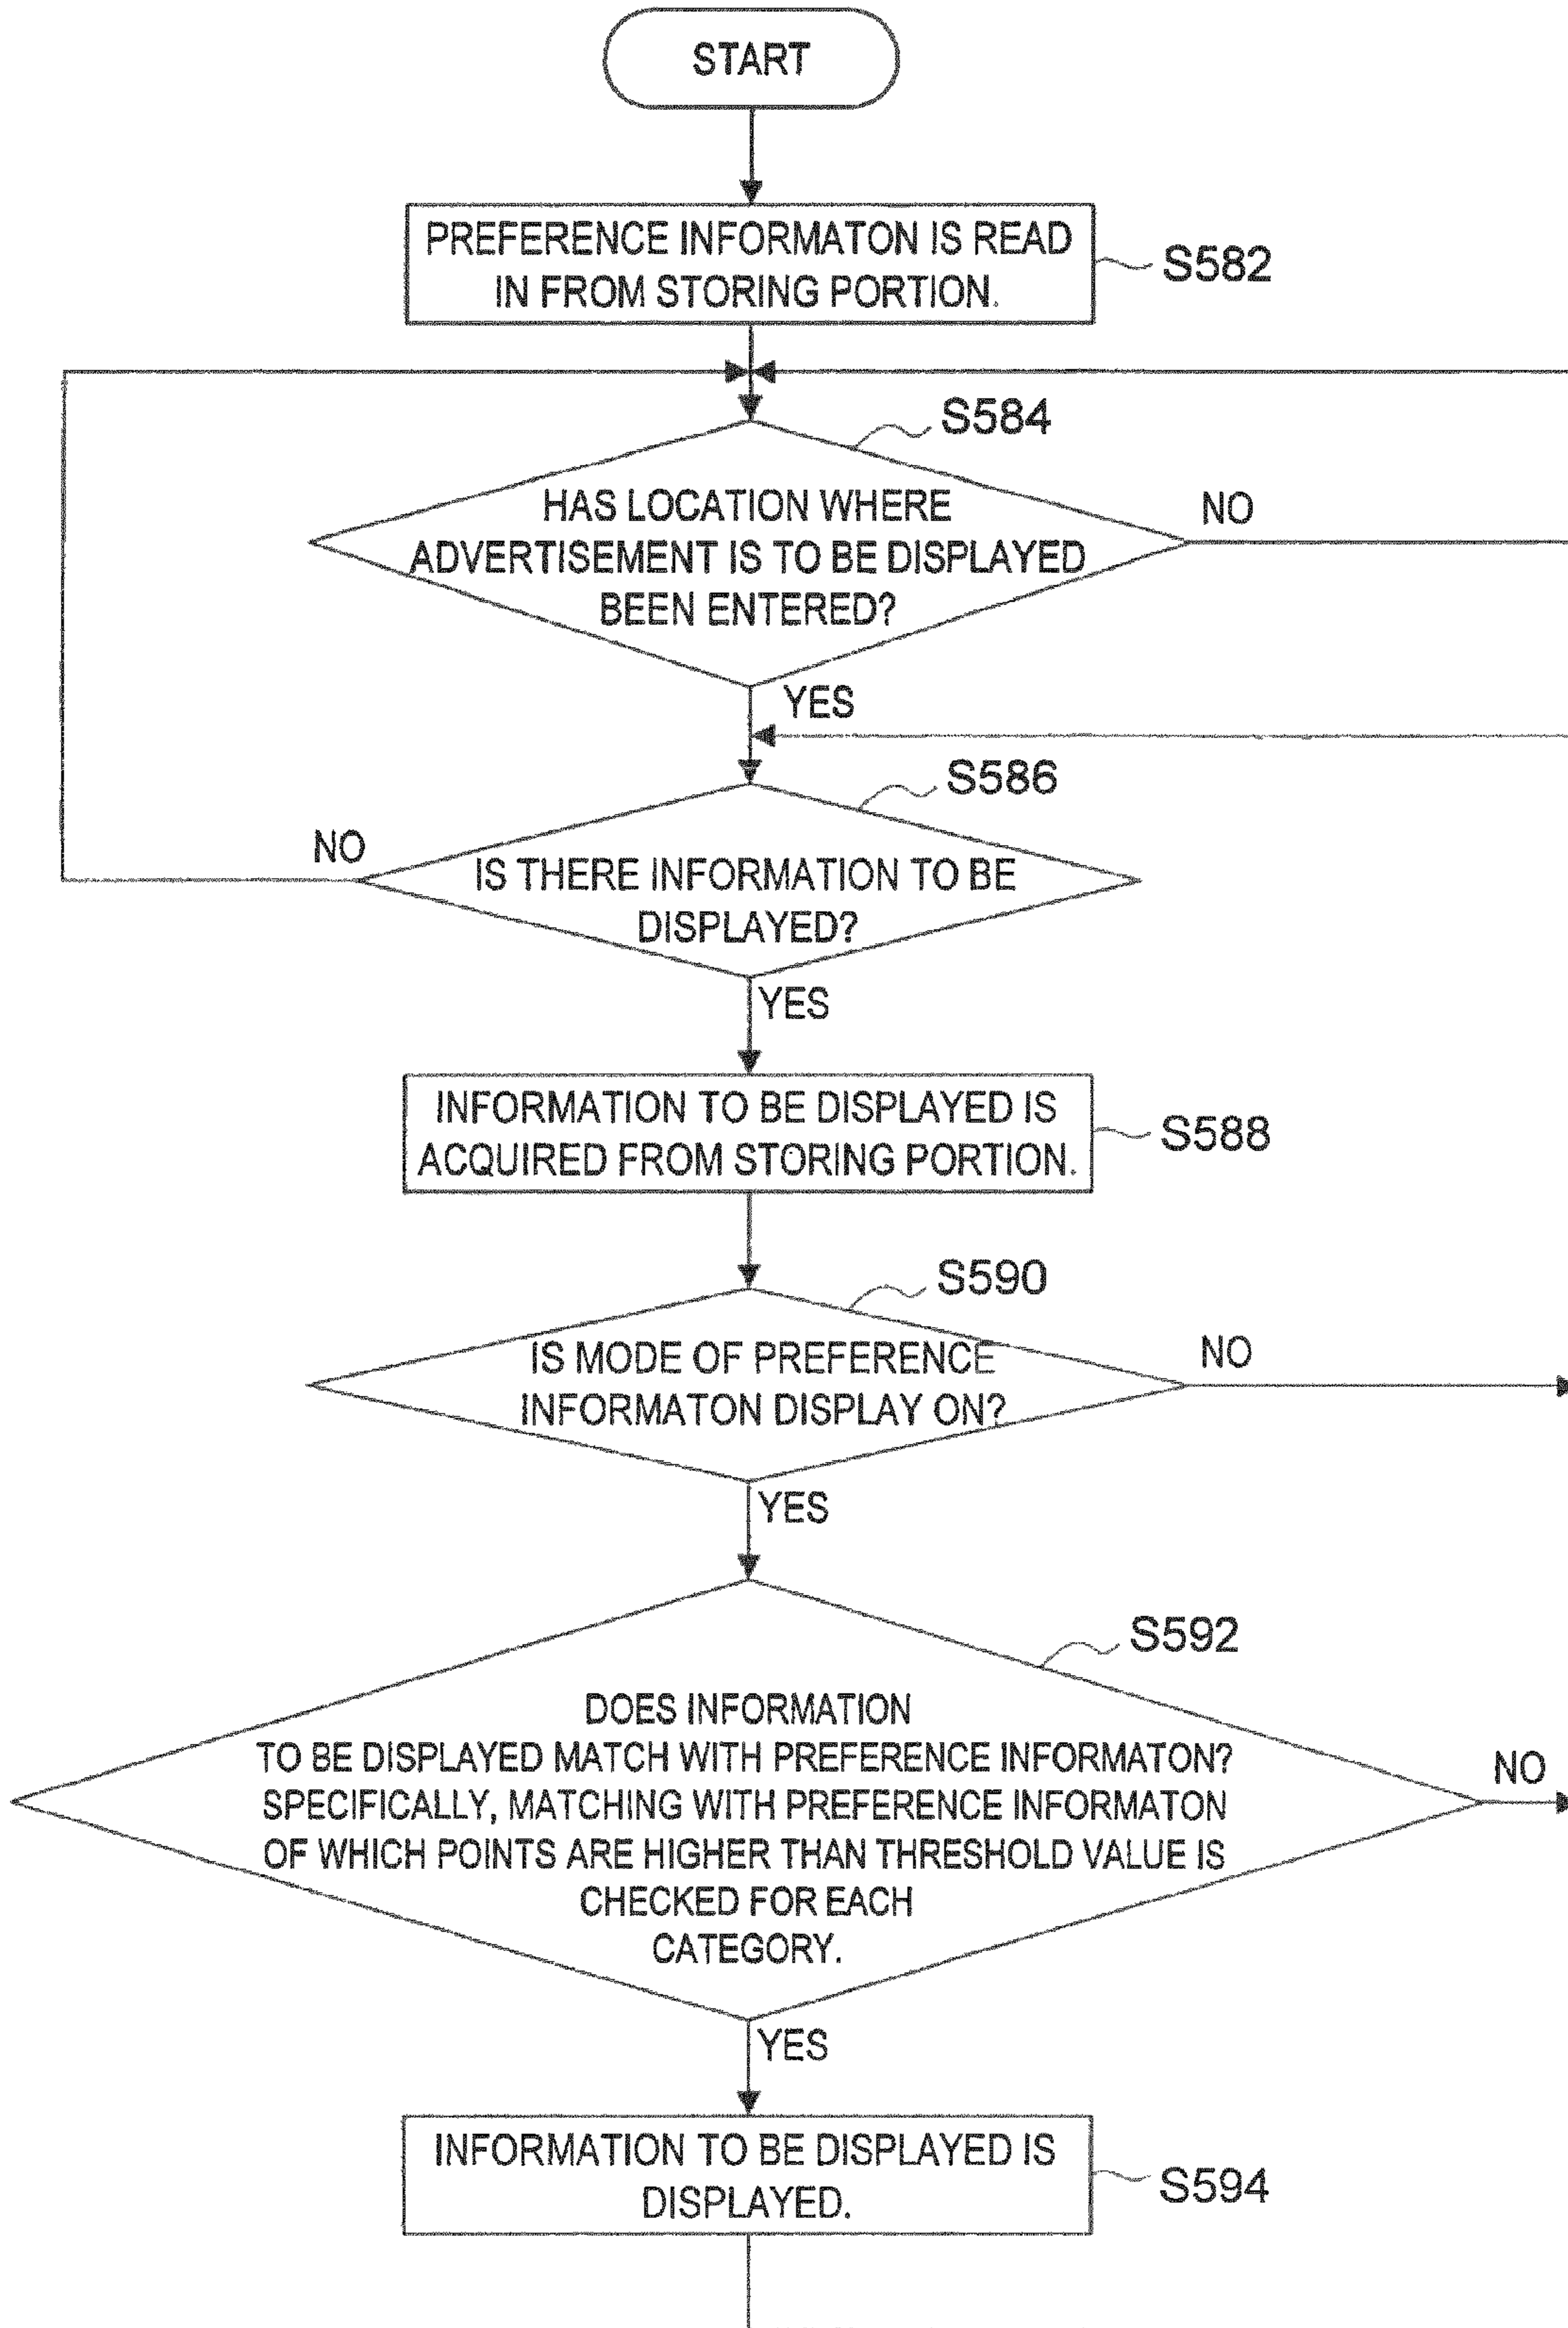 START
PREFERENCE INFORMATON IS READ
IN FROM STORING PORTION.
S582
S584
HAS LOCATION WHERE
ADVERTISEMENT IS TO BE DISPLAYED
BEEN ENTERED?
NO
YES
S586
NO
IS THERE INFORMATION TO BE
DISPLAYED?
YES
INFORMATION TO BE DISPLAYED IS
ACQUIRED FROM STORING PORTION.
S588
S590
IS MODE OF PREFERENCE
INFORMATON DISPLAY ON?
NO
YES
S592
DOES INFORMATION
TO BE DISPLAYED MATCH WITH PREFERENCE INFORMATON?
SPECIFICALLY, MATCHING WITH PREFERENCE INFORMATON
OF WHICH POINTS ARE HIGHER THAN THRESHOLD VALUE IS
CHECKED FOR EACH
CATEGORY.
NO
YES
INFORMATION TO BE DISPLAYED IS
DISPLAYED.
S594